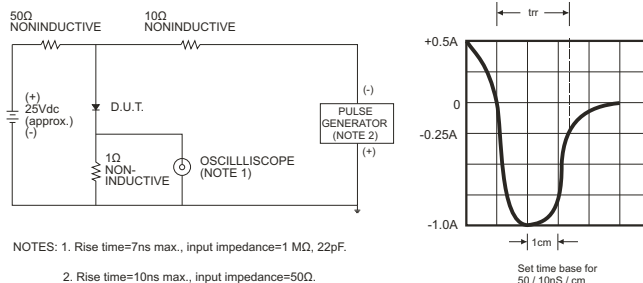 50Ω
NONINDUCTIVE
10Ω
NONINDUCTIVE
(+)
25Vdc
(approx.)
(-)
D.U.T.
1Ω
NON-
INDUCTIVE
OSCILLLISCOPE
(NOTE 1)
(-)
PULSE
GENERATOR
(NOTE 2)
(+)
NOTES: 1. Rise time=7ns max., input impedance=1 MΩ, 22pF.
2. Rise time=10ns max., input impedance=50Ω.
trr
+0.5A
0
-0.25A
-1.0A
1cm
Set time base for
50 / 10nS / cm